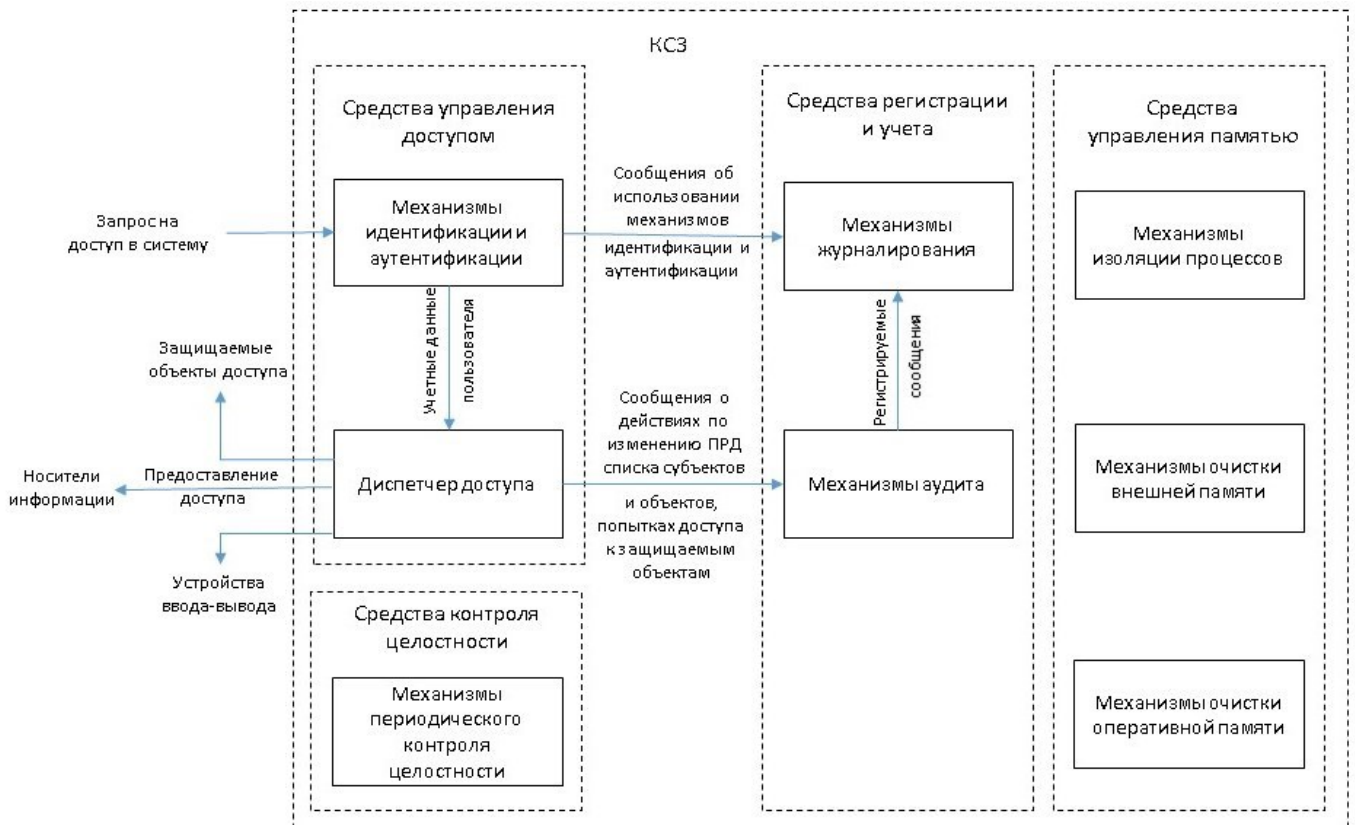 КСЗ
Средства управления
доступом
Механизмы
идентификации и
аутентификации
Запрос на
доступ в систему
Учетные данные
пользователя
Защищаемые
объекты доступа
Носители
информации
Предоставление
доступа
Диспетчер доступа
Устройства
ввода-вывода
Сообщения об
использовании
механизмов
идентификации и
аутентификации
Сообщения о
действиях по
изменению ПРД
списка субъектов
и объектов,
попытках доступа
к защищаемым
объектам
Средства контроля
целостности
Механизмы
периодического
контроля
целостности
Средства регистрации
и учета
Механизмы
журналирования
Регистрируемые
сообщения
Механизмы аудита
Средства
управления памятью
Механизмы
изоляции процессов
Механизмы очистки
внешней памяти
Механизмы очистки
оперативной памяти